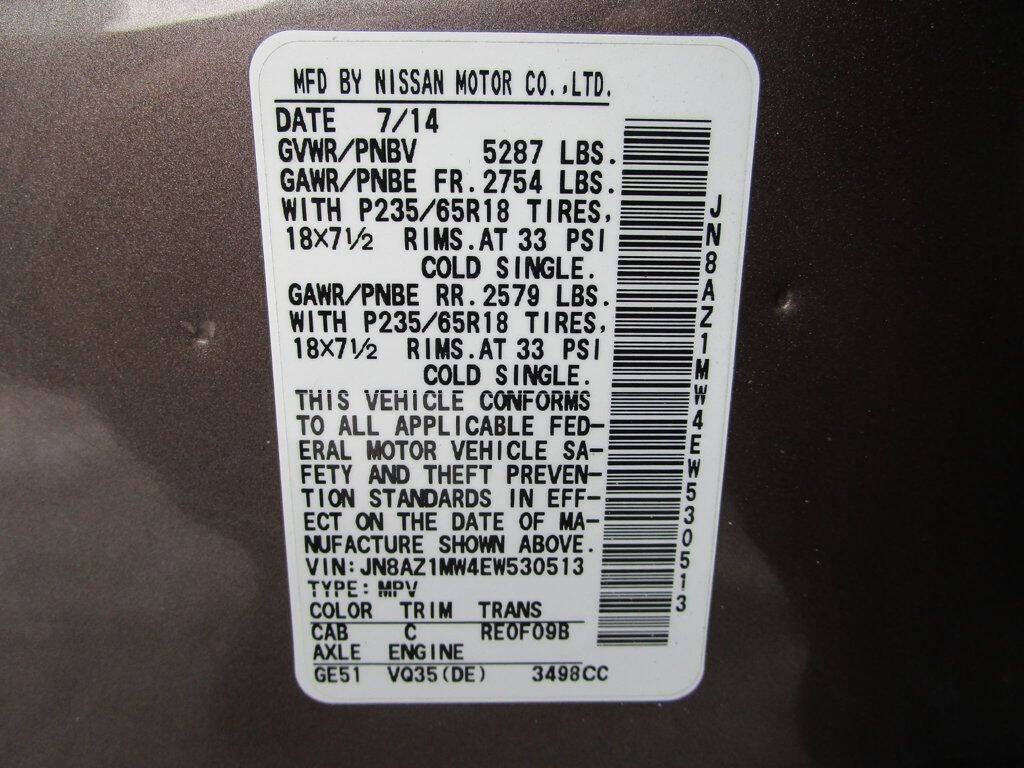 MFD BY NISSAN MOTOR CO.,LTD.
DATE 7/14
GVWR/PNBV 5287 LBS.
GAWR/PNBE FR.2754 LBS.
WITH P235/65R18 TIRES,
18×7½ RIMS.AT 33 PSI
COLD SINGLE.
GAWR/PNBE RR.2579 LBS.
WITH P235/65R18 TIRES,
18×7½ RIMS.AT 33 PSI
COLD SINGLE.
THIS VEHICLE CONFORMS
TO ALL APPLICABLE FED-
ERAL MOTOR VEHICLE SA-
FETY AND THEFT PREVEN-
TION STANDARDS IN EFF-
ECT ON THE DATE OF MA-
NUFACTURE SHOWN ABOVE.
VIN:JN8AZ1MW4EW530513
TYPE:MPV
COLOR TRIM TRANS
CAB C RE0F09B
AXLE ENGINE
GE51 VQ35(DE) 3498CC
JN8AZ1MW4EW530513